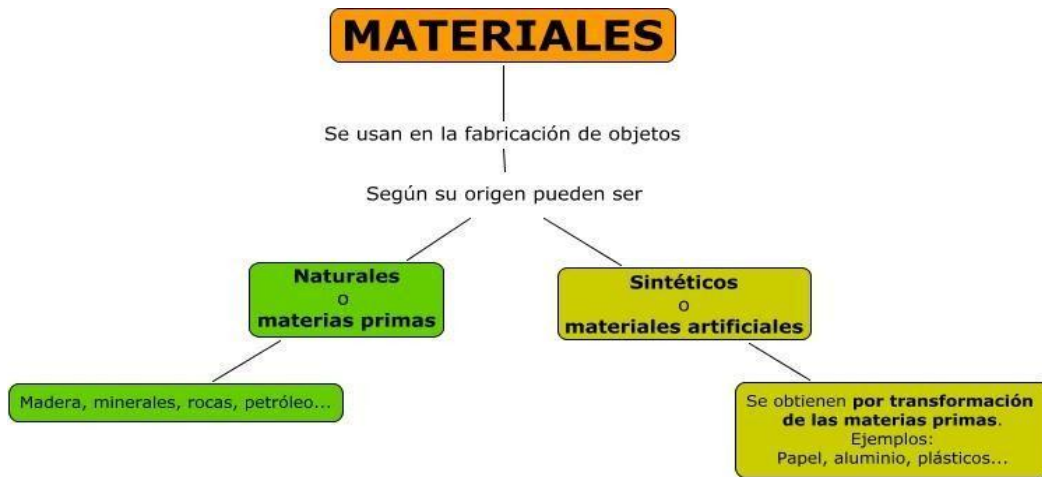 MATERIALES
Se usan en la fabricación de objetos
Según su origen pueden ser
Naturales
o
materias primas
Sintéticos
o
materiales artificiales
Madera, minerales, rocas, petróleo...
Se obtienen por transformación
de las materias primas.
Ejemplos:
Papel, aluminio, plásticos...